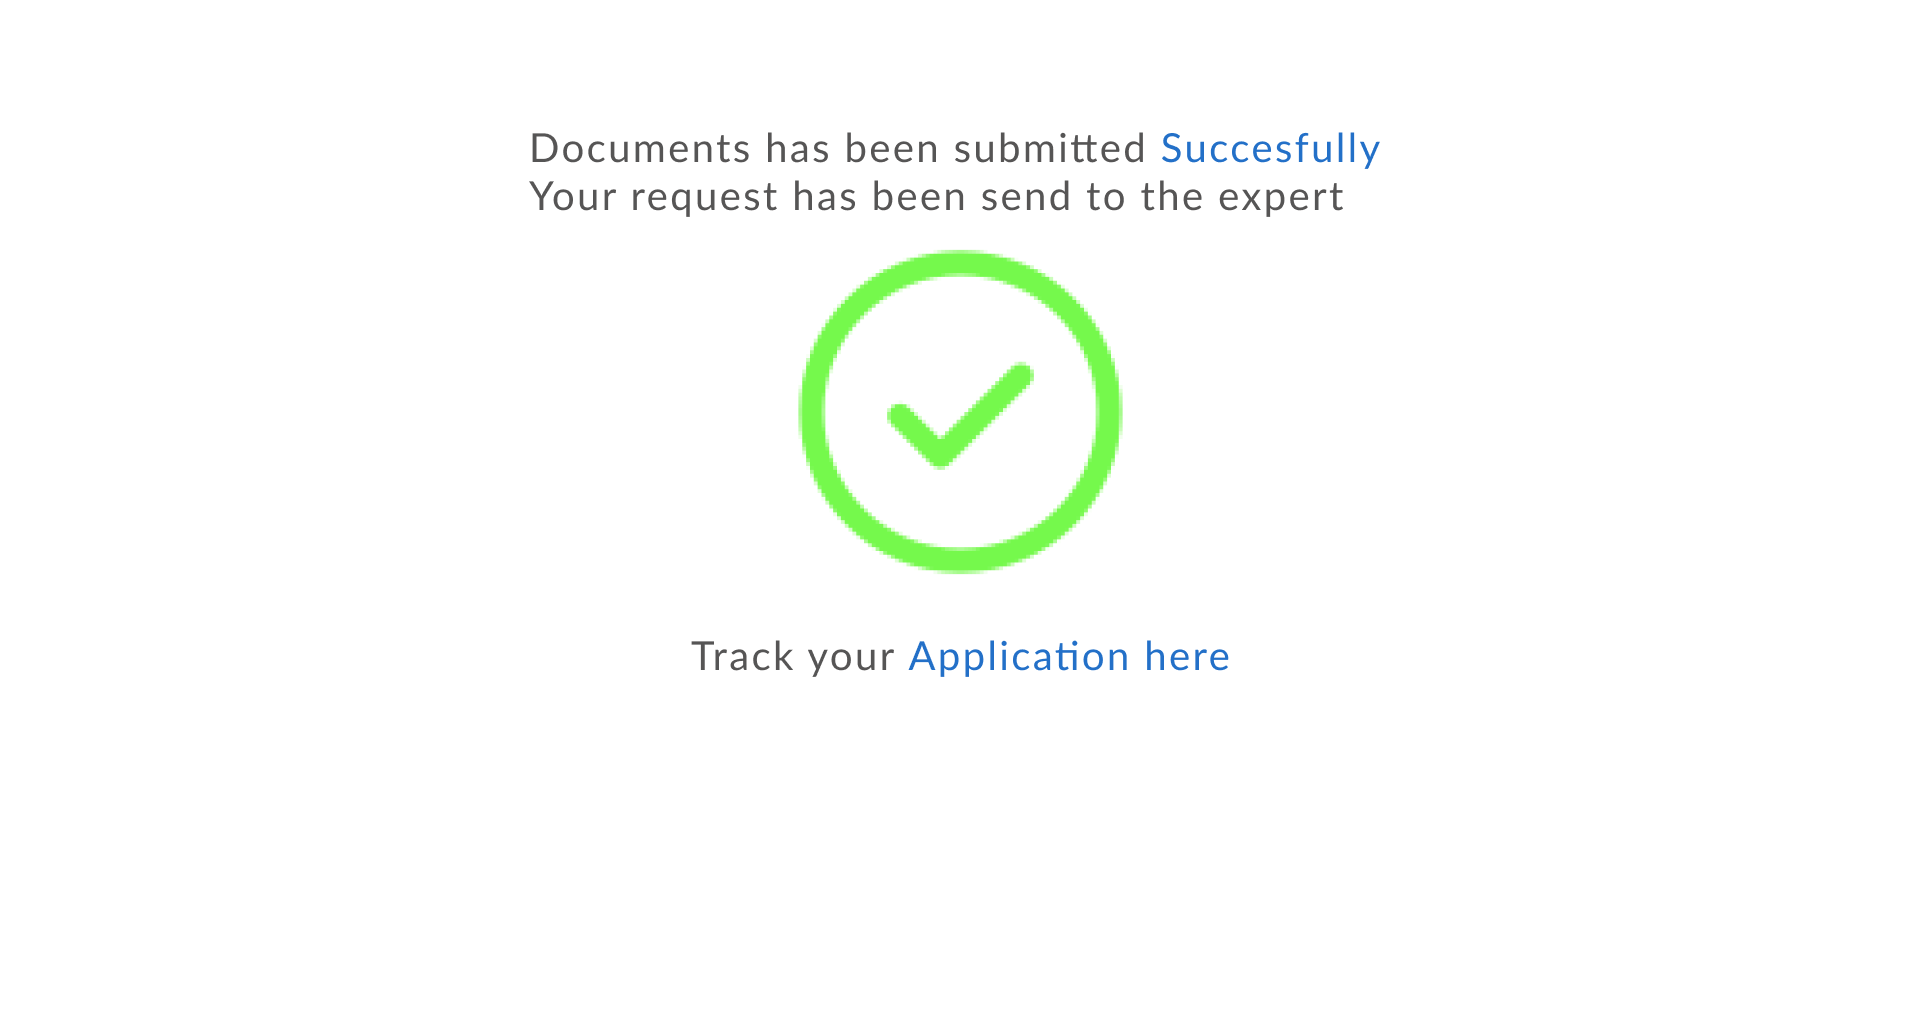 Documents has been submitted Succesfully
Your request has been send to the expert
Track your Application here